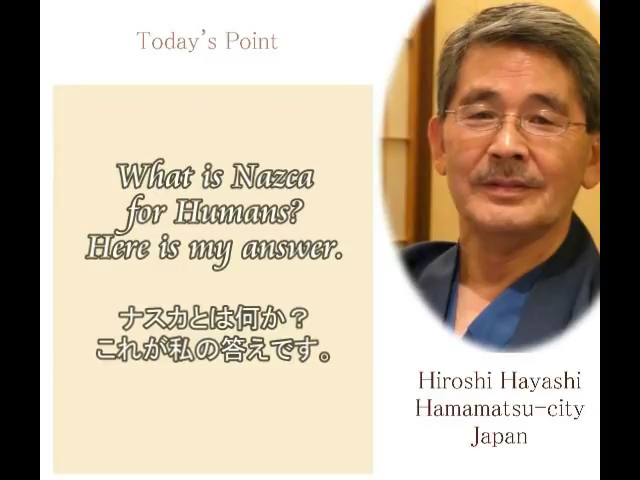 Today's Point
What is Nazca
for Humans?
Here is my answer.
ナスカとは何か？
これが私の答えです。
Hiroshi Hayashi
Hamamatsu-city
Japan